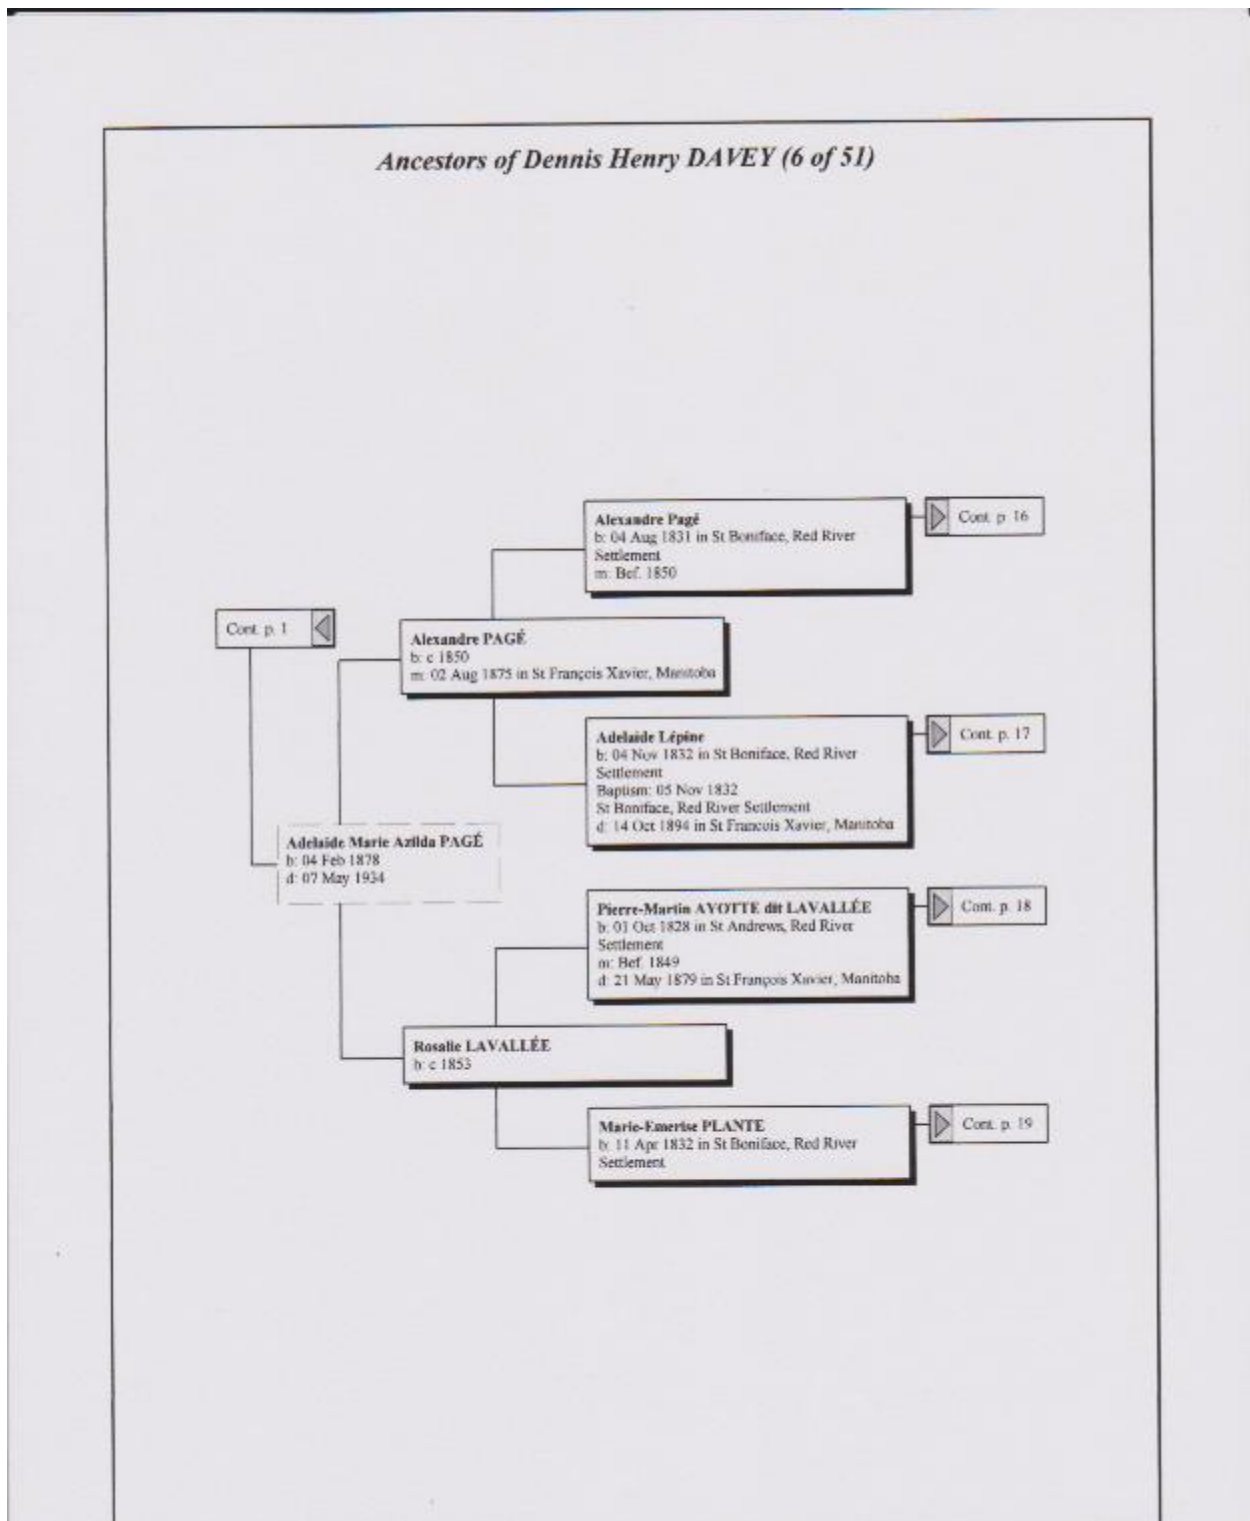 Ancestors of Dennis Henry DAVEY (6 of 51)
Alexandre Pagé
b: 04 Aug 1831 in St Boniface, Red River
Settlement
m: Bef. 1850
Cont. p. 16
Cont. p. 1
Alexandre PAGÉ
b: c 1850
m: 02 Aug 1875 in St François Xavier, Manitoba
Adelaide Lépine
b: 04 Nov 1832 in St Boniface, Red River
Settlement
Baptism: 05 Nov 1832
St Boniface, Red River Settlement
d: 14 Oct 1894 in St Francois Xavier, Manitoba
Cont. p. 17
Adelaide Marie Azilda PAGÉ
b: 04 Feb 1878
d: 07 May 1934
Pierre-Martin AYOTTE dit LAVALLÉE
b: 01 Oct 1828 in St Andrews, Red River
Settlement
m: Bef. 1849
d: 21 May 1879 in St François Xavier, Manitoba
Cont. p. 18
Rosalie LAVALLÉE
b: c 1853
Marie-Emerise PLANTE
b: 11 Apr 1832 in St Boniface, Red River
Settlement
Cont. p. 19